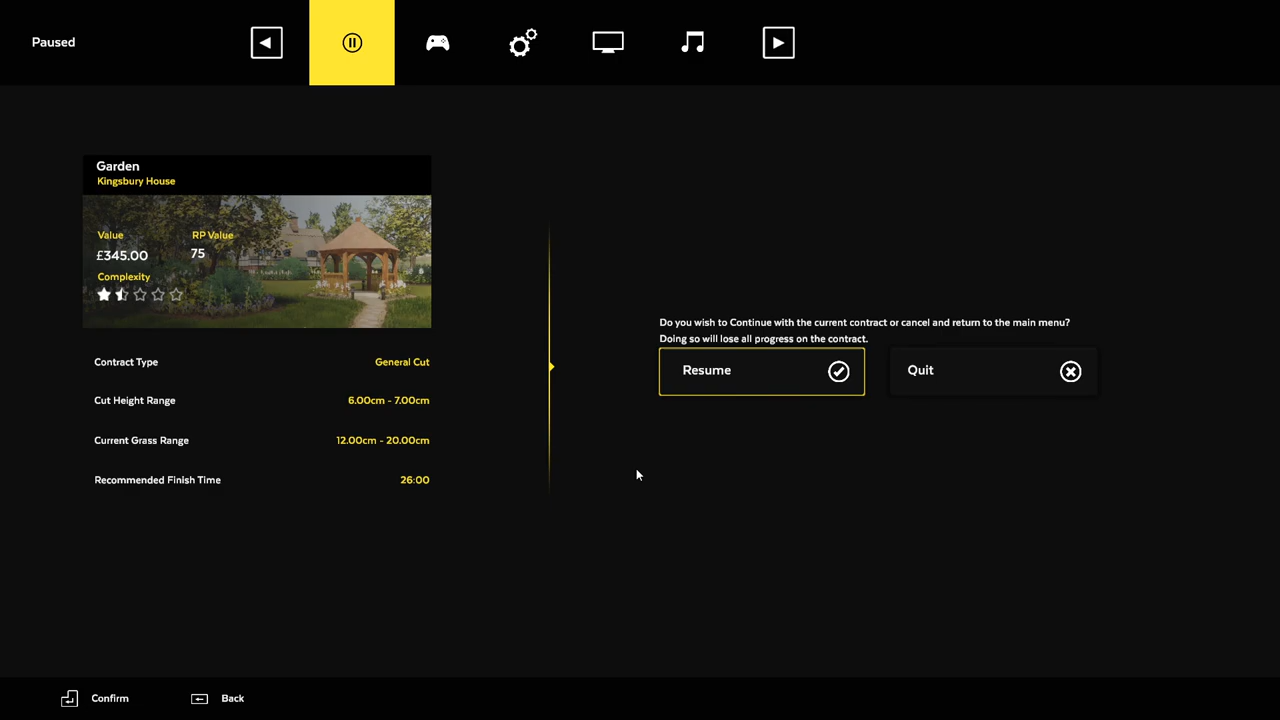 Paused
Garden
Kingsbury House
Value RP Value
£345.00 75
Complexity
Contract Type General Cut
Cut Height Range 6.00cm - 7.00cm
Current Grass Range 12.00cm - 20.00cm
Recommended Finish Time 26:00
Do you wish to Continue with the current contract or cancel and return to the main menu?
Doing so will lose all progress on the contract.
Resume Quit
Confirm Back